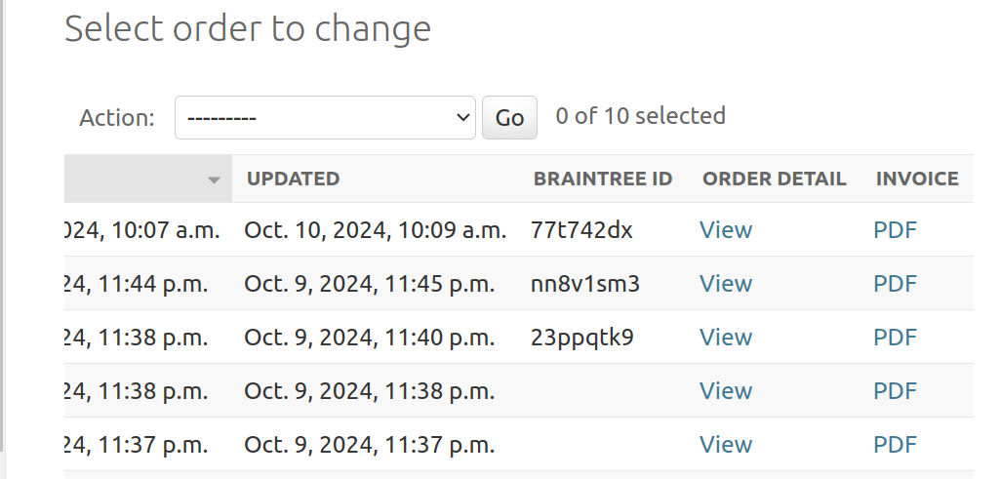 Select order to change
Action: --------- Go 0 of 10 selected
UPDATED BRAINTREE ID ORDER DETAIL INVOICE
024, 10:07 a.m. Oct. 10, 2024, 10:09 a.m. 77t742dx View PDF
24, 11:44 p.m. Oct. 9, 2024, 11:45 p.m. nn8v1sm3 View PDF
24, 11:38 p.m. Oct. 9, 2024, 11:40 p.m. 23ppqtk9 View PDF
24, 11:38 p.m. Oct. 9, 2024, 11:38 p.m. View PDF
24, 11:37 p.m. Oct. 9, 2024, 11:37 p.m. View PDF